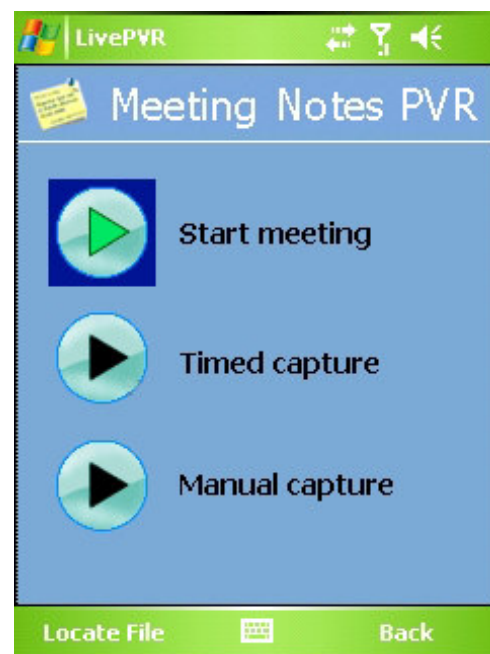 LivePVR
Meeting Notes PVR
Start meeting
Timed capture
Manual capture
Locate File Back